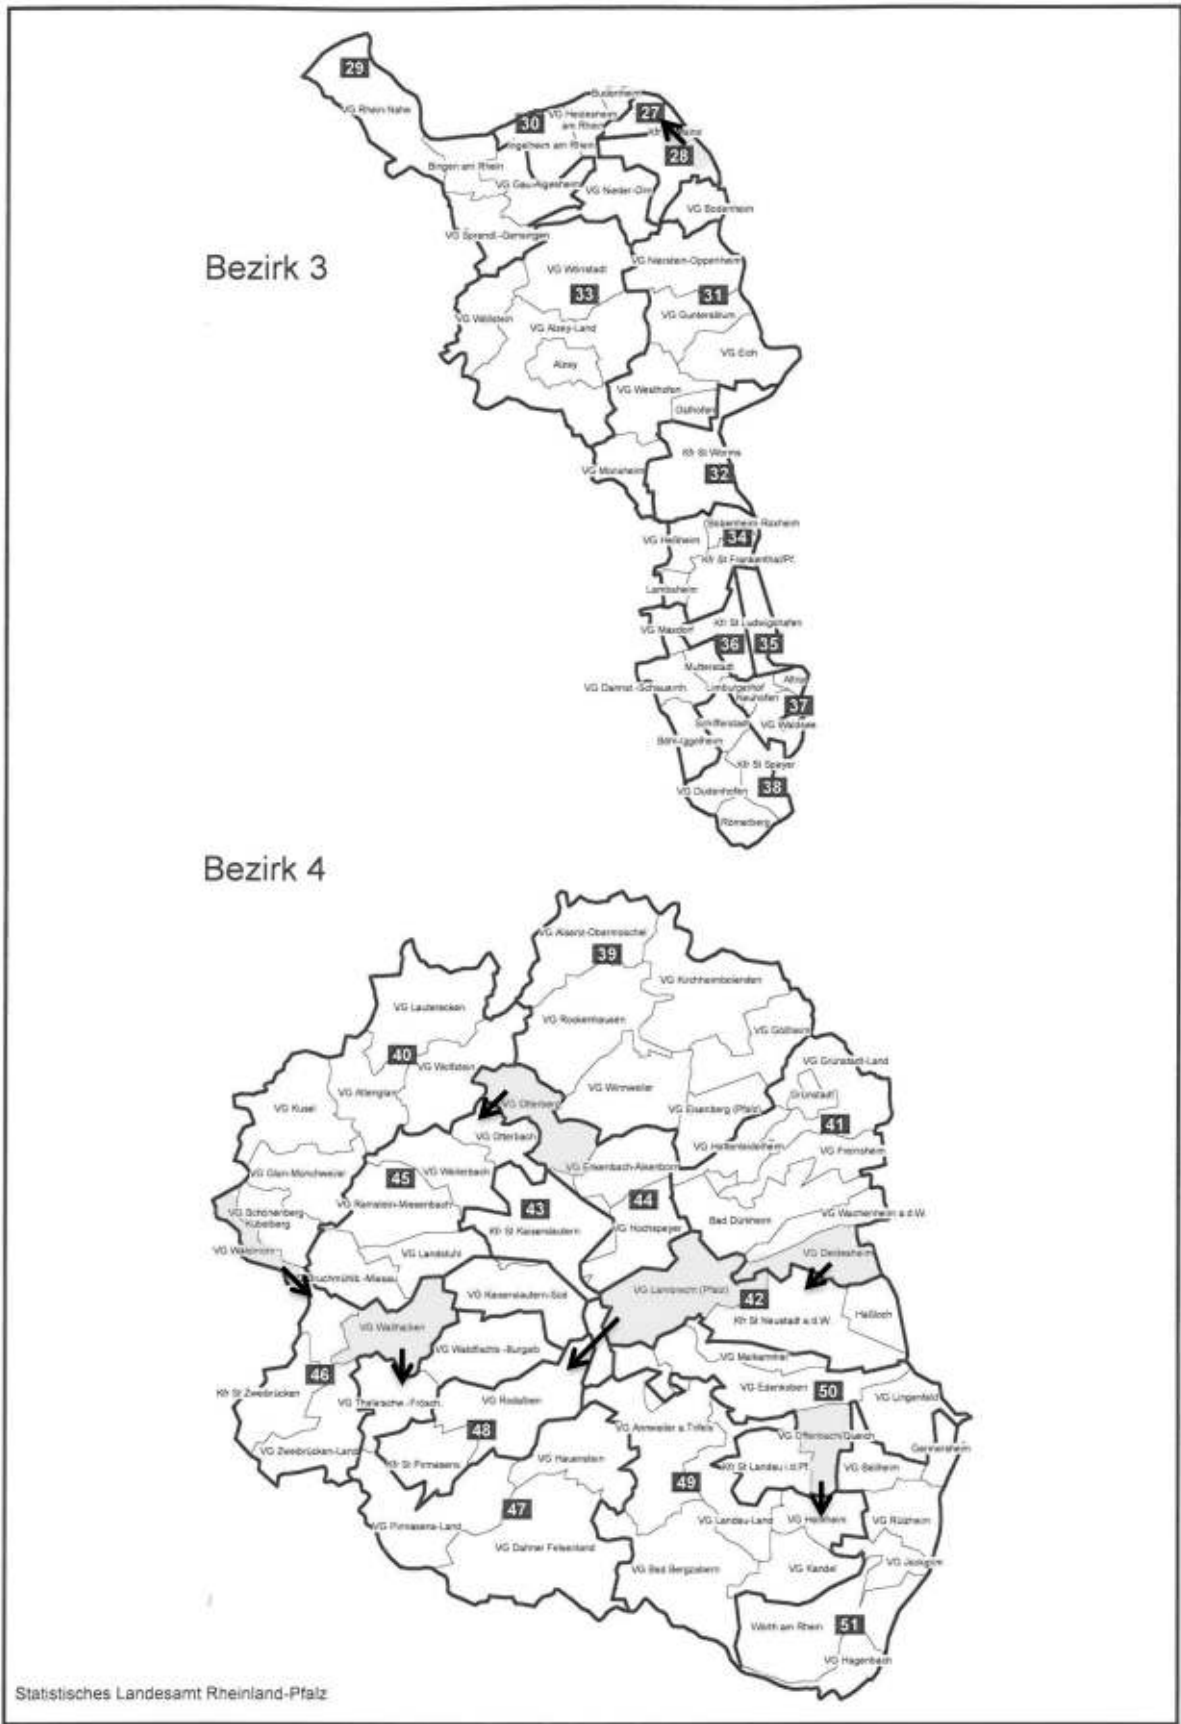 29
VG Rhein-Nahe
Budenheim
30
VG Heidesheim
am Rhein
27
Ingelheim am Rhein
28
Bingen am Rhein
VG Gau-Algesheim
VG Nieder-Olm
VG Bodenheim
VG Sprendl.-Gensingen
Bezirk 3
VG Nierstein-Oppenheim
VG Wörrstadt
33
31
VG Wöllstein
VG Alzey-Land
VG Guntersblum
VG Eich
Alzey
VG Westhofen
Osthofen
Kfr St Worms
VG Monsheim
32
Bobenheim-Roxheim
VG Heßheim
34
Kfr St Frankenthal/Pf.
Lambsheim
VG Maxdorf
Kfr St Ludwigshafen
36
35
Mutterstadt
VG Dannst.-Schauernh.
Limburgerhof
Altrip
Neuhofen
37
Schifferstadt
VG Waldsee
Böhl-Iggelheim
Kfr St Speyer
VG Dudenhofen
38
Römerberg
Bezirk 4
VG Alsenz-Obermoschel
39
VG Kirchheimbolanden
VG Lauterecken
VG Rockenhausen
VG Göllheim
40
VG Wolfstein
VG Grünstadt-Land
VG Altenglan
VG Winnweiler
Grünstadt
VG Kusel
VG Otterberg
VG Eisenberg (Pfalz)
41
VG Otterbach
VG Hettenleidelheim
VG Freinsheim
VG Glan-Münchweiler
45
VG Weilerbach
VG Enkenbach-Alsenborn
VG Ramstein-Miesenbach
43
44
VG Schönenberg-
Kübelberg
Kfr St Kaiserslautern
VG Hochspeyer
Bad Dürkheim
VG Wachenheim a.d.W.
VG Waldmohr
VG Landstuhl
VG Deidesheim
Bruchmühlb.-Miesau
VG Kaiserslautern-Süd
VG Lambrecht (Pfalz)
42
Kfr St Neustadt a.d.W.
Haßloch
VG Wallhalben
VG Waldfischb.-Burgalb
VG Maikammer
46
Kfr St Zweibrücken
VG Thaleischw.-Frösch.
VG Rodalben
VG Edenkoben
50
VG Lingenfeld
48
VG Annweiler a.Trifels
VG Offenbach/Queich
Germersheim
VG Zweibrücken-Land
Kfr St Pirmasens
VG Hauenstein
Kfr St Landau i.d.Pf.
VG Bellheim
49
47
VG Pirmasens-Land
VG Landau-Land
VG Herxheim
VG Rülzheim
VG Dahner Felsenland
VG Bad Bergzabern
VG Kandel
VG Jockgrim
Wörth am Rhein
51
VG Hagenbach
Statistisches Landesamt Rheinland-Pfalz